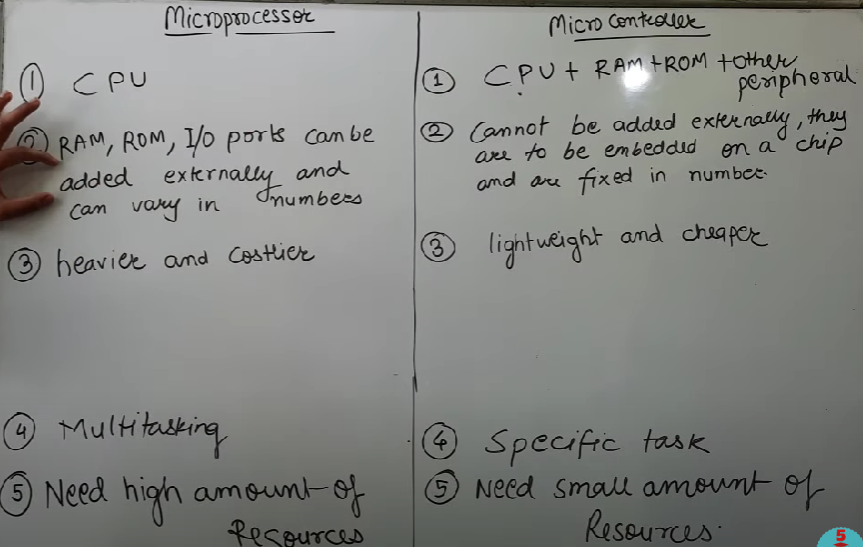 Microprocessor
① CPU
② RAM, ROM, I/O ports can be
added externally and
can vary in numbers
③ heavier and costlier
④ Multitasking
⑤ Need high amount of
Resources
Micro Controller
① CPU + RAM + ROM + other
peripheral
② Cannot be added externally, they
are to be embedded on a chip
and are fixed in number.
③ lightweight and cheaper
④ Specific task
⑤ Need small amount of
Resources.
5